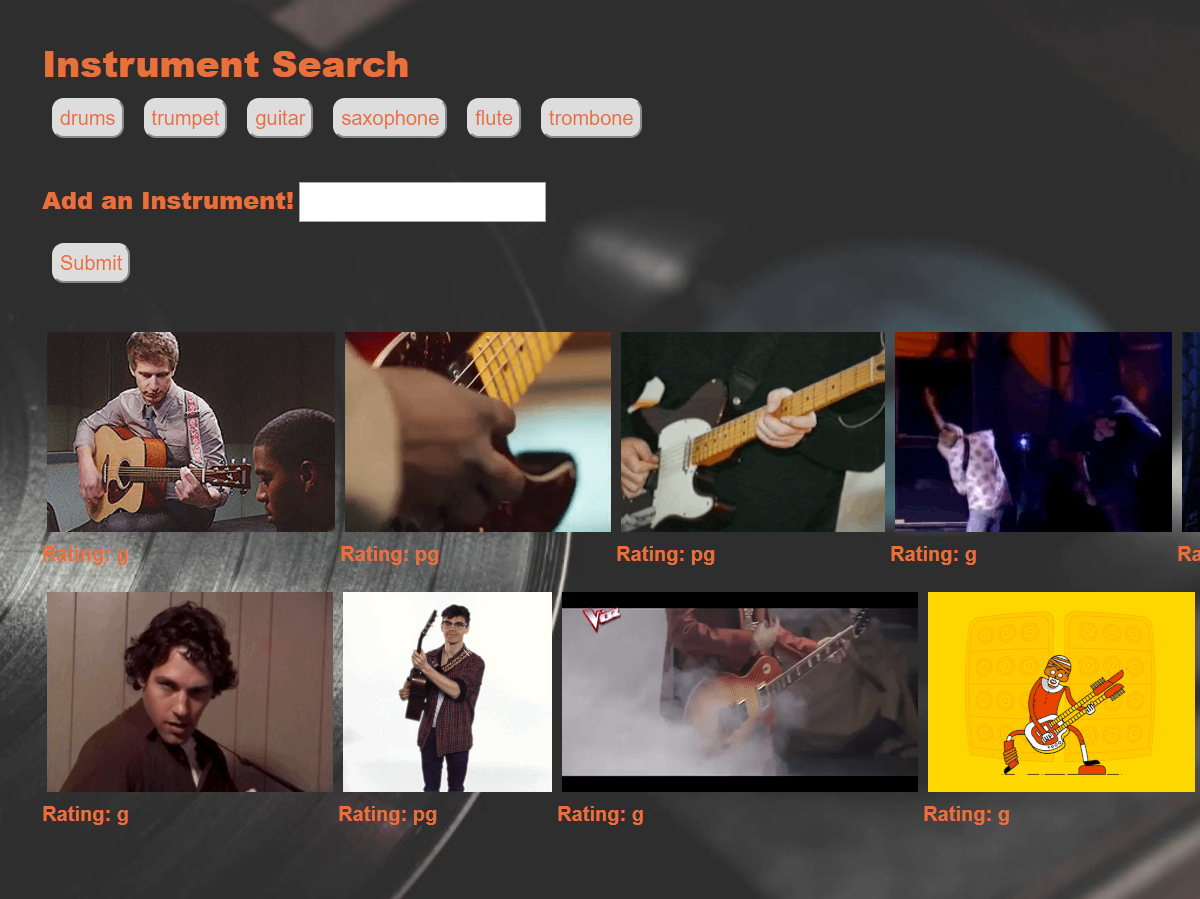 Instrument Search
drums trumpet guitar saxophone flute trombone
Add an Instrument!
Submit
Rating: g Rating: pg Rating: pg Rating: g Ra
Voz
Rating: g Rating: pg Rating: g Rating: g